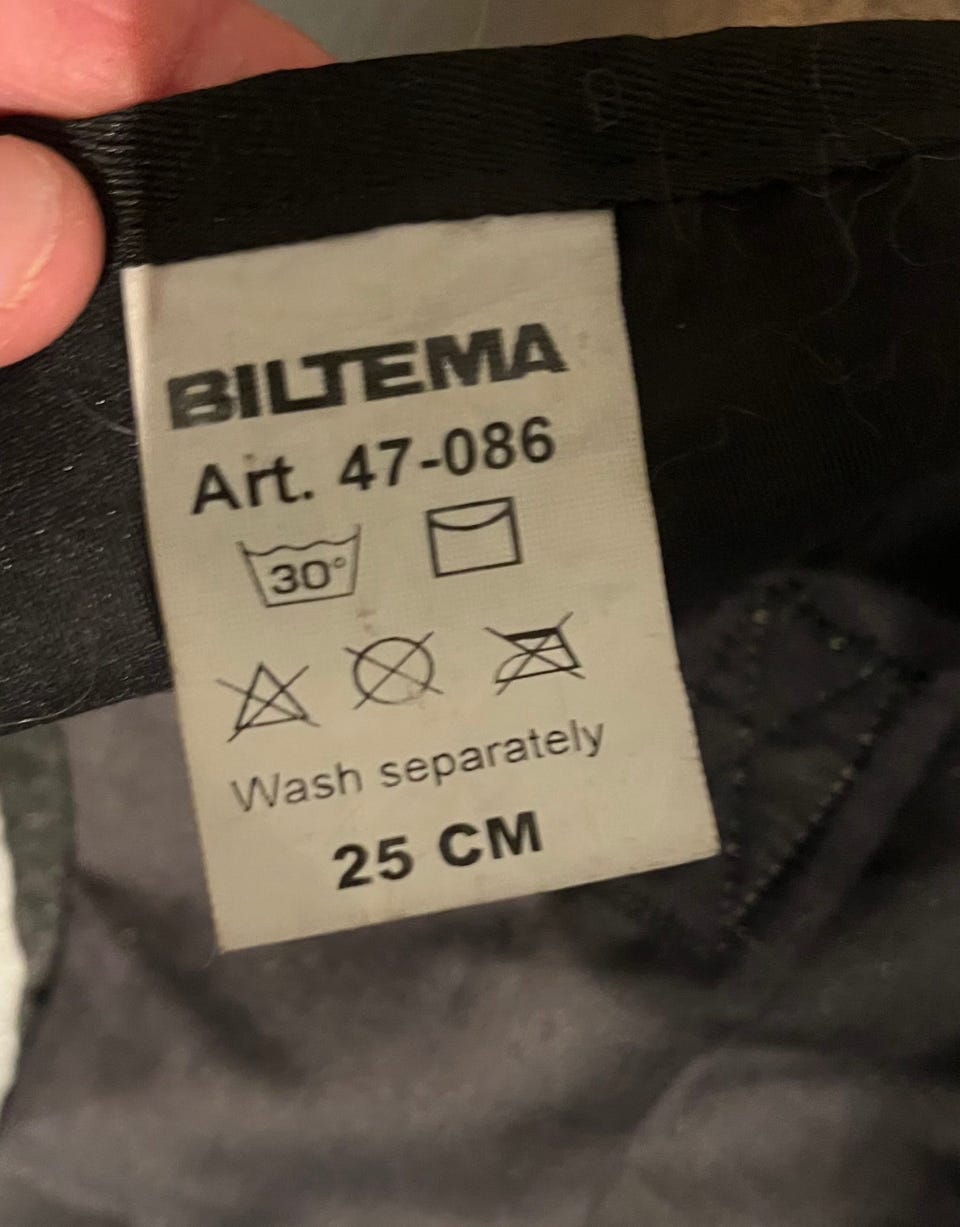 BILTEMA
Art. 47-086
30°
Wash separately
25 CM